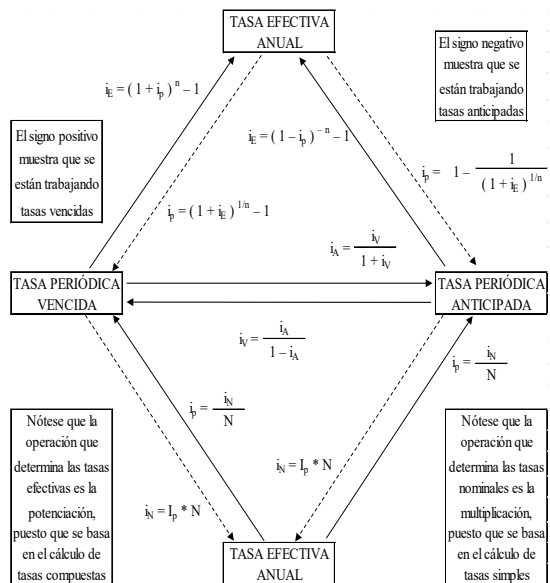 TASA EFECTIVA
ANUAL
El signo negativo
muestra que se
están trabajando
tasas anticipadas
i_E = ( 1 + i_p ) ^n – 1
i_E = ( 1 – i_p ) ^– n – 1
El signo positivo
muestra que se
están trabajando
tasas vencidas
i_p = 1 – 1 / ( 1 + i_E ) ^1/n
i_p = ( 1 + i_E ) ^1/n – 1
i_A = i_V / 1 + i_V
TASA PERIÓDICA
VENCIDA
TASA PERIÓDICA
ANTICIPADA
i_V = i_A / 1 – i_A
i_p = i_N / N
i_p = i_N / N
Nótese que la
operación que
determina las tasas
efectivas es la
potenciación,
puesto que se basa
en el cálculo de
tasas compuestas
Nótese que la
operación que
determina las tasas
nominales es la
multiplicación,
puesto que se basa
en el cálculo de
tasas simples
i_N = I_p * N
i_N = I_p * N
TASA EFECTIVA
ANUAL